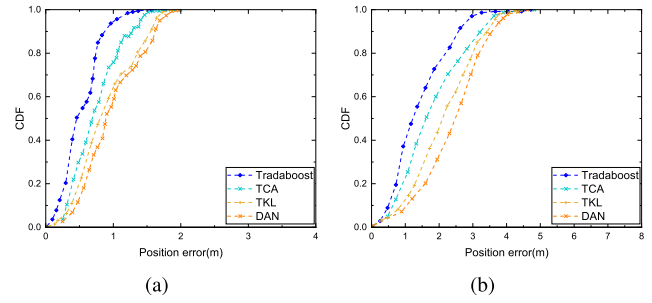 1.0
0.8
0.6
0.4
0.2
0.0
CDF
0 1 2 3 4
Position error(m)
Tradaboost
TCA
TKL
DAN
(a)
1.0
0.8
0.6
0.4
0.2
0.0
CDF
0 1 2 3 4 5 6 7 8
Position error(m)
Tradaboost
TCA
TKL
DAN
(b)